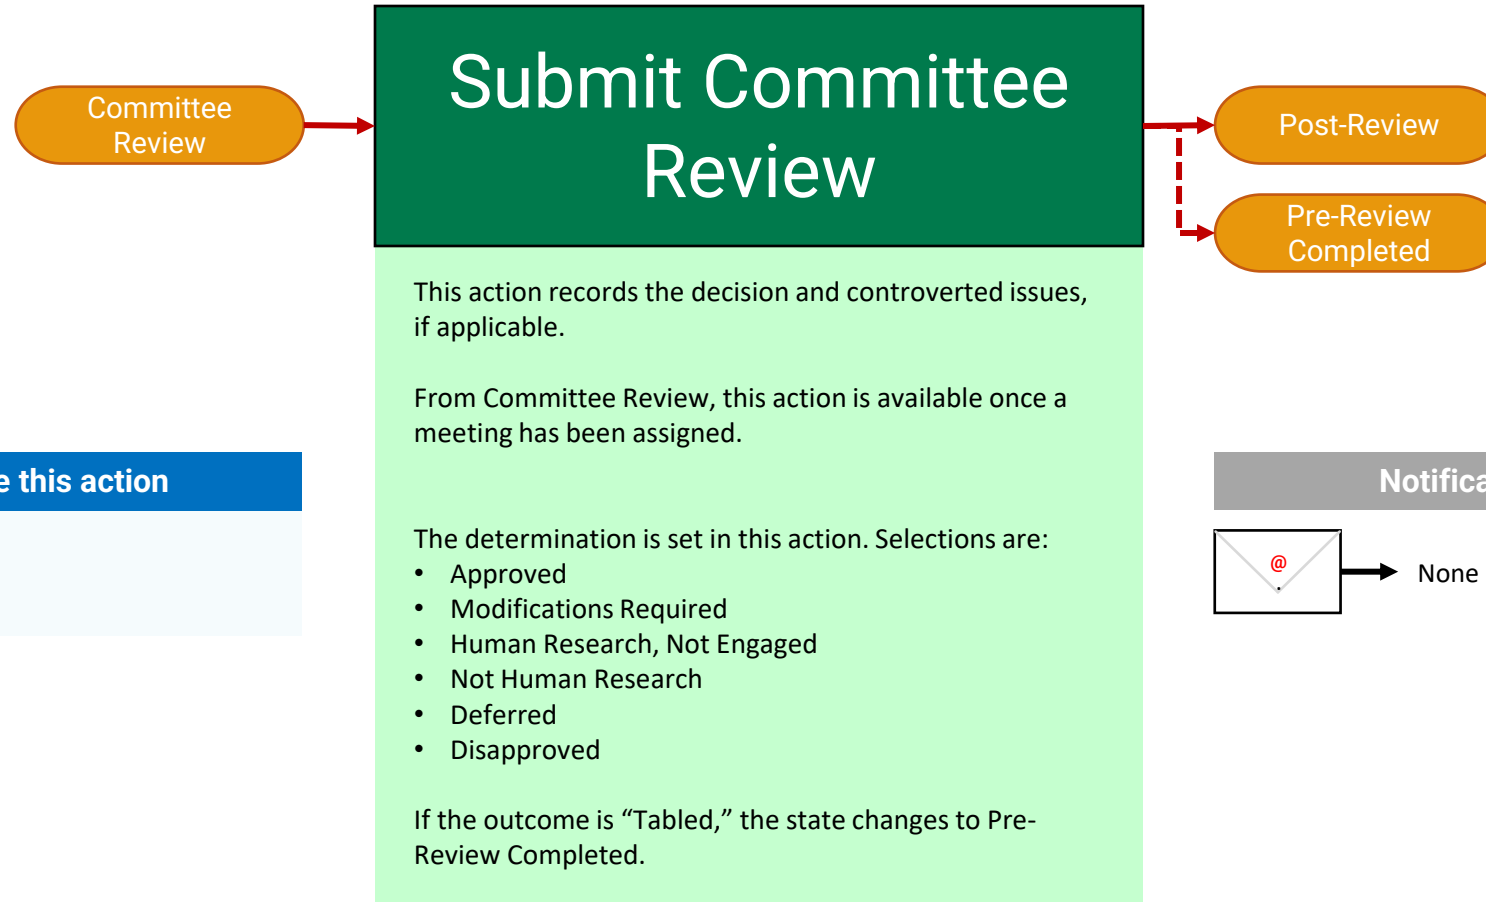 Committee
Review
Submit Committee
Review
Post-Review
Pre-Review
Completed
This action records the decision and controverted issues,
if applicable.
From Committee Review, this action is available once a
meeting has been assigned.
this action
The determination is set in this action. Selections are:
• Approved
• Modifications Required
• Human Research, Not Engaged
• Not Human Research
• Deferred
• Disapproved
If the outcome is “Tabled,” the state changes to Pre-
Review Completed.
Notifica
@
.
None